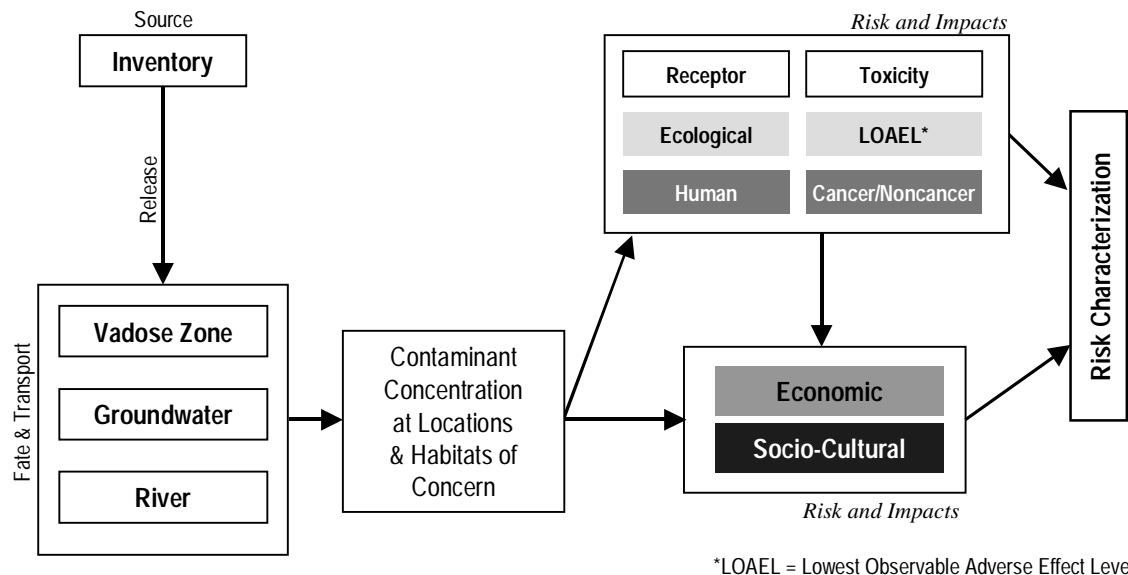 Source
Inventory
Release
Fate & Transport
Vadose Zone
Groundwater
River
Contaminant
Concentration
at Locations
& Habitats of
Concern
Risk and Impacts
Receptor
Toxicity
Ecological
LOAEL*
Human
Cancer/Noncancer
Economic
Socio-Cultural
Risk and Impacts
Risk Characterization
*LOAEL = Lowest Observable Adverse Effect Leve